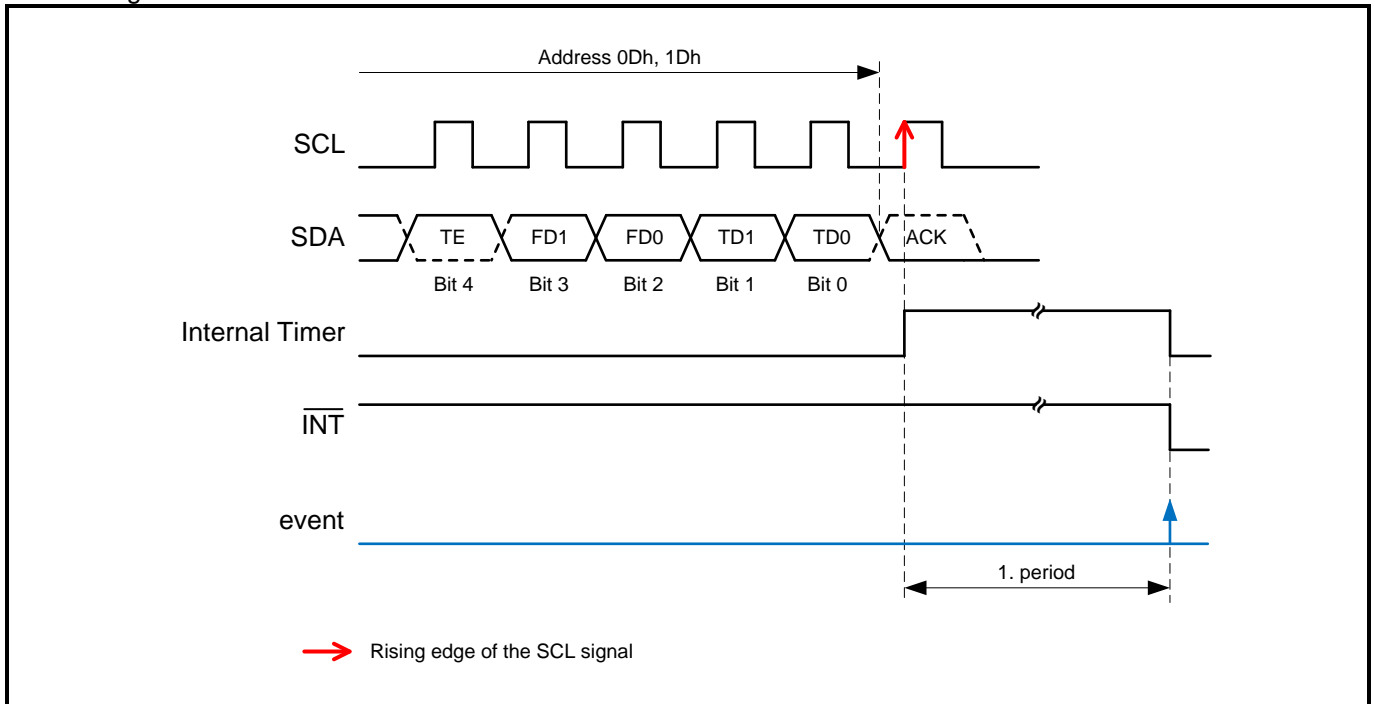 Address 0Dh, 1Dh
SCL
SDA TE FD1 FD0 TD1 TD0 ACK
Bit 4 Bit 3 Bit 2 Bit 1 Bit 0
Internal Timer
INT
event
1. period
Rising edge of the SCL signal